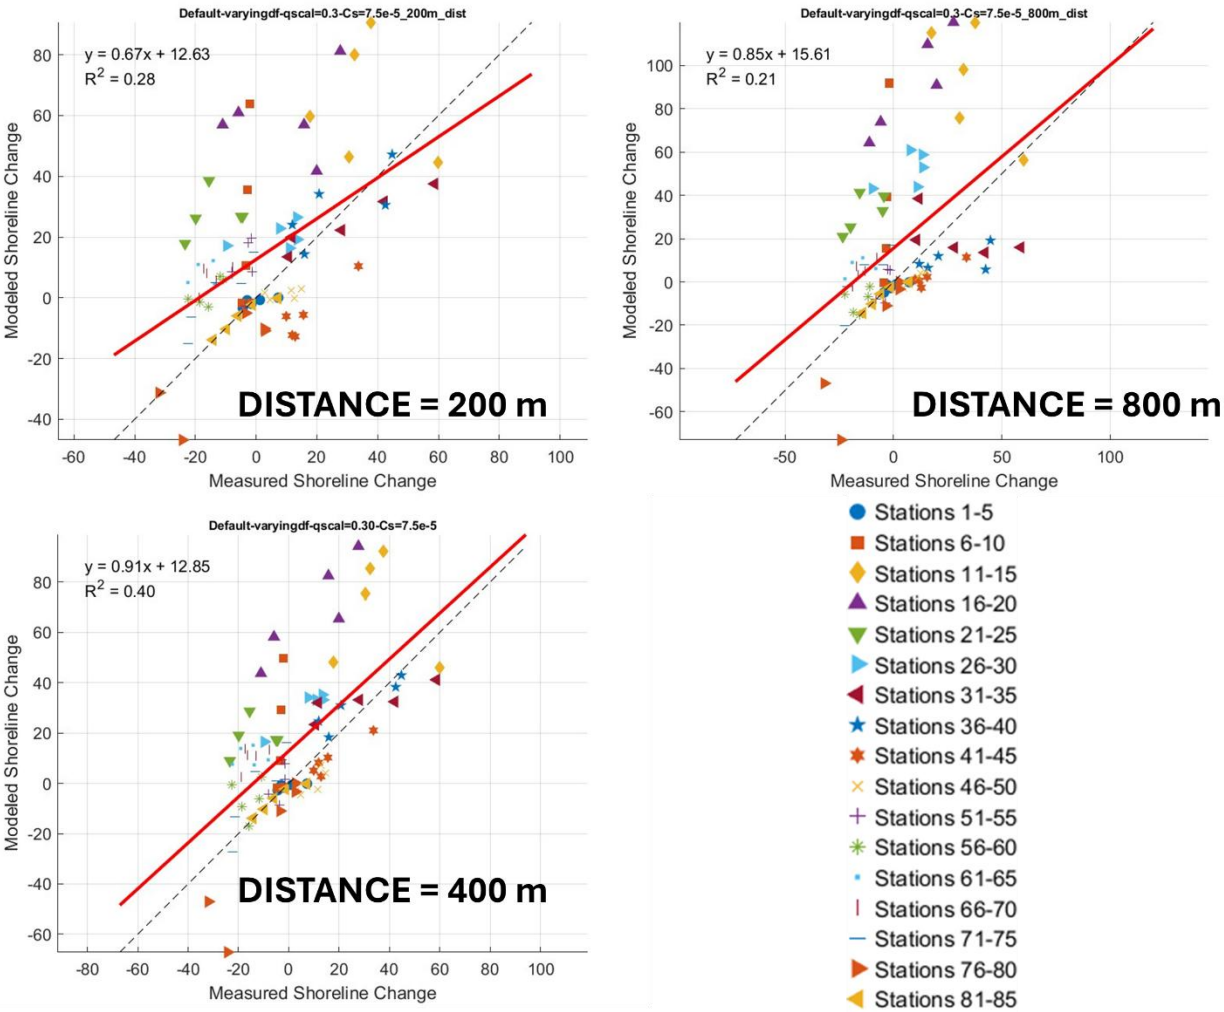 Default-varyingdf-qscal=0.3-Cs=7.5e-5_200m_dist
y = 0.67x + 12.63
R² = 0.28
80
60
40
20
0
-20
-40
-60
-40
-20
0
20
40
60
80
100
Modeled Shoreline Change
Measured Shoreline Change
DISTANCE = 200 m
Default-varyingdf-qscal=0.3-Cs=7.5e-5_800m_dist
y = 0.85x + 15.61
R² = 0.21
100
80
60
40
20
0
-20
-40
-60
-50
0
50
100
Modeled Shoreline Change
Measured Shoreline Change
DISTANCE = 800 m
Default-varyingdf-qscal=0.30-Cs=7.5e-5
y = 0.91x + 12.85
R² = 0.40
80
60
40
20
0
-20
-40
-60
-80
-60
-40
-20
0
20
40
60
80
100
Modeled Shoreline Change
Measured Shoreline Change
DISTANCE = 400 m
Stations 1-5
Stations 6-10
Stations 11-15
Stations 16-20
Stations 21-25
Stations 26-30
Stations 31-35
Stations 36-40
Stations 41-45
Stations 46-50
Stations 51-55
Stations 56-60
Stations 61-65
Stations 66-70
Stations 71-75
Stations 76-80
Stations 81-85